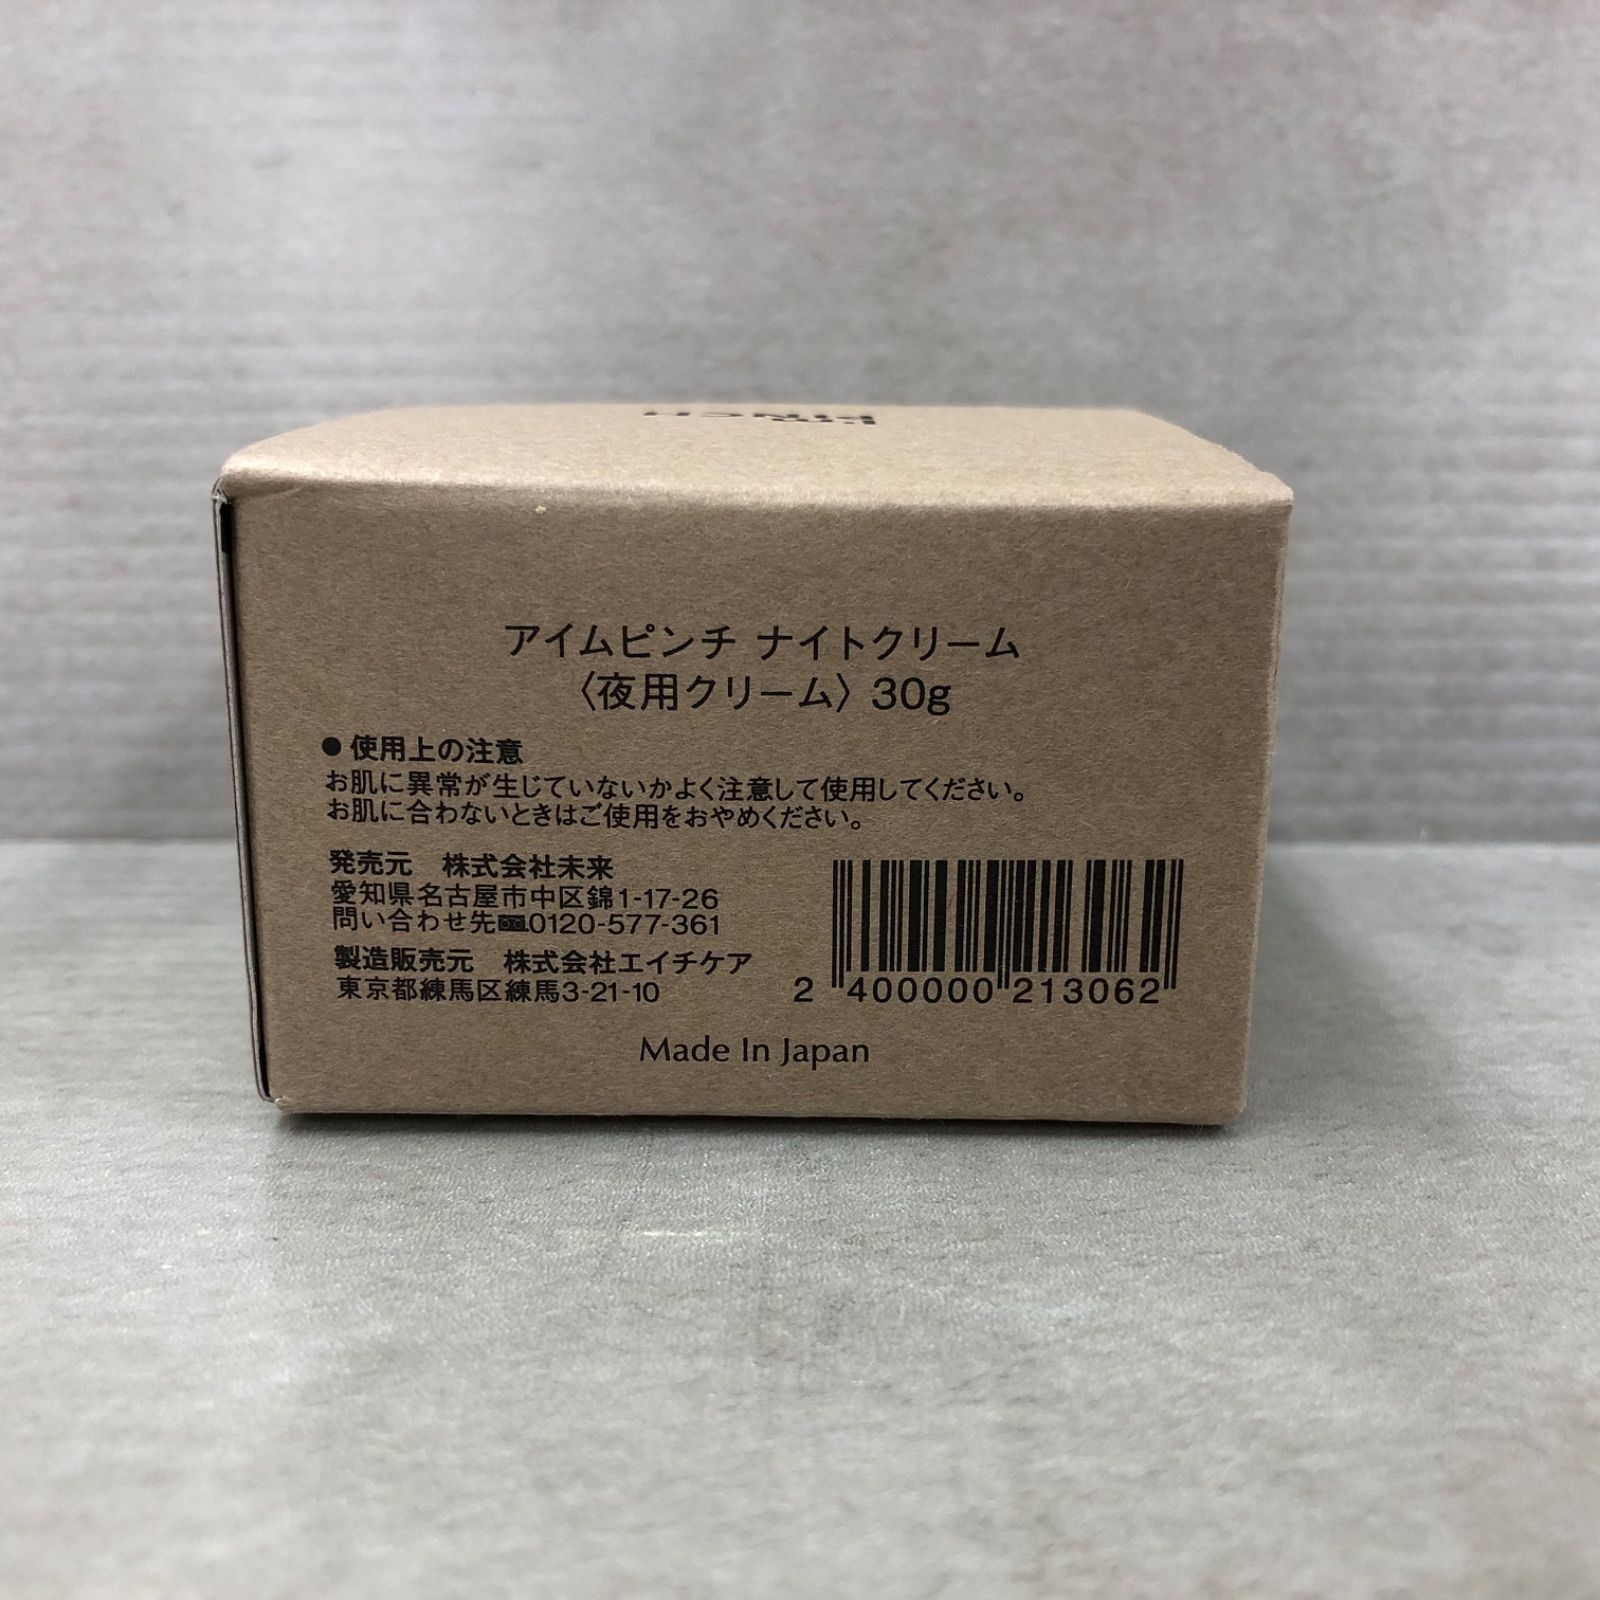 I'm
PINCH
アイムピンチ ナイトクリーム
〈夜用クリーム〉30g
● 使用上の注意
お肌に異常が生じていないかよく注意して使用してください。
お肌に合わないときはご使用をおやめください。
発売元 株式会社未来
愛知県名古屋市中区錦1-17-26
問い合わせ先0120-577-361
製造販売元 株式会社エイチケア
東京都練馬区練馬3-21-10
2 400000 213062
Made In Japan